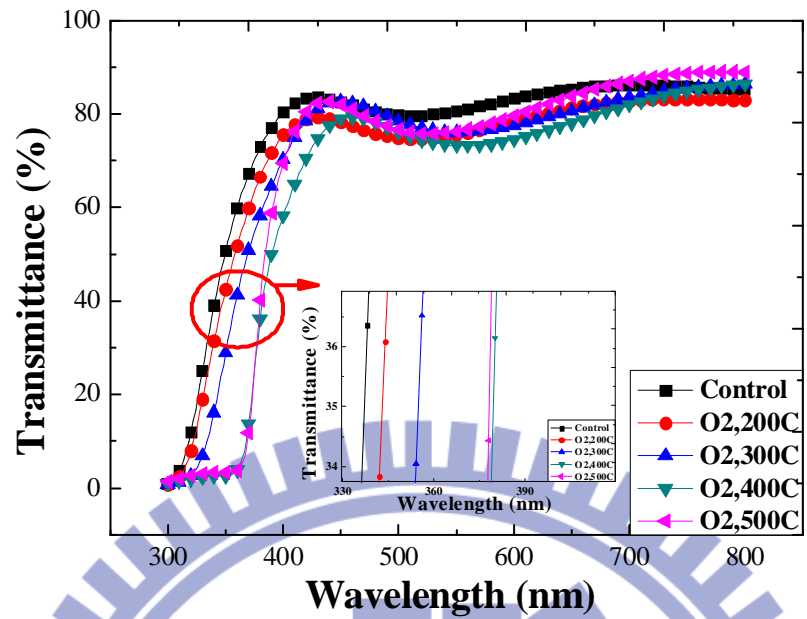 100
80
60
40
20
0
Transmittance (%)
300 400 500 600 700 800
Wavelength (nm)
36
35
34
Transmittance (%)
330 360 390
Wavelength (nm)
Control
O2,200C
O2,300C
O2,400C
O2,500C
Control
O2,200C
O2,300C
O2,400C
O2,500C